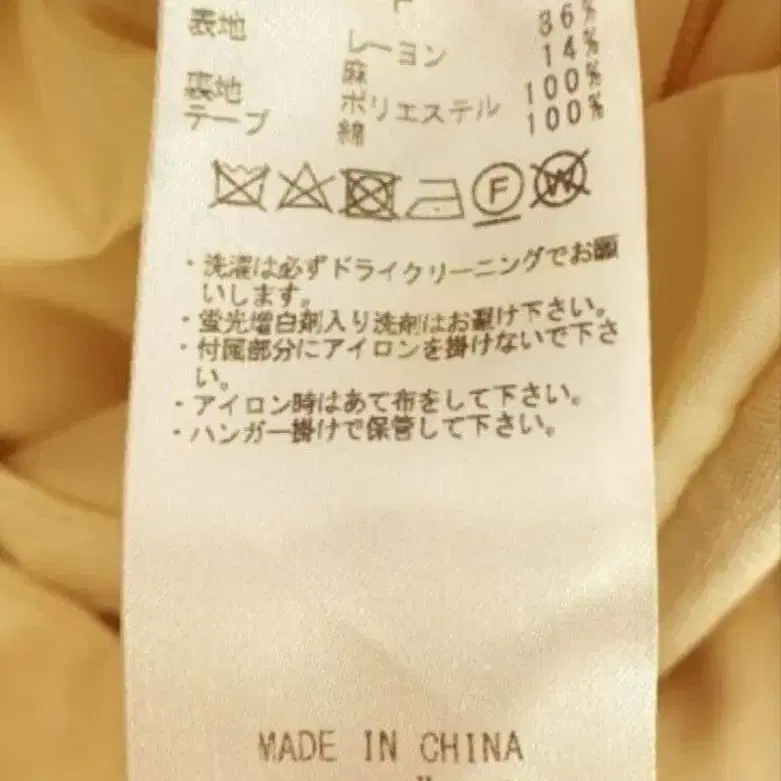 表地 レーヨン 86%
麻 14%
裏地 ポリエステル 100%
テープ 綿 100%
F W
・洗濯は必ずドライクリーニングでお願
いします。
・蛍光増白剤入り洗剤はお避け下さい。
・付属部分にアイロンを掛けないで下さ
い。
・アイロン時はあて布をして下さい。
・ハンガー掛けで保管して下さい。
MADE IN CHINA